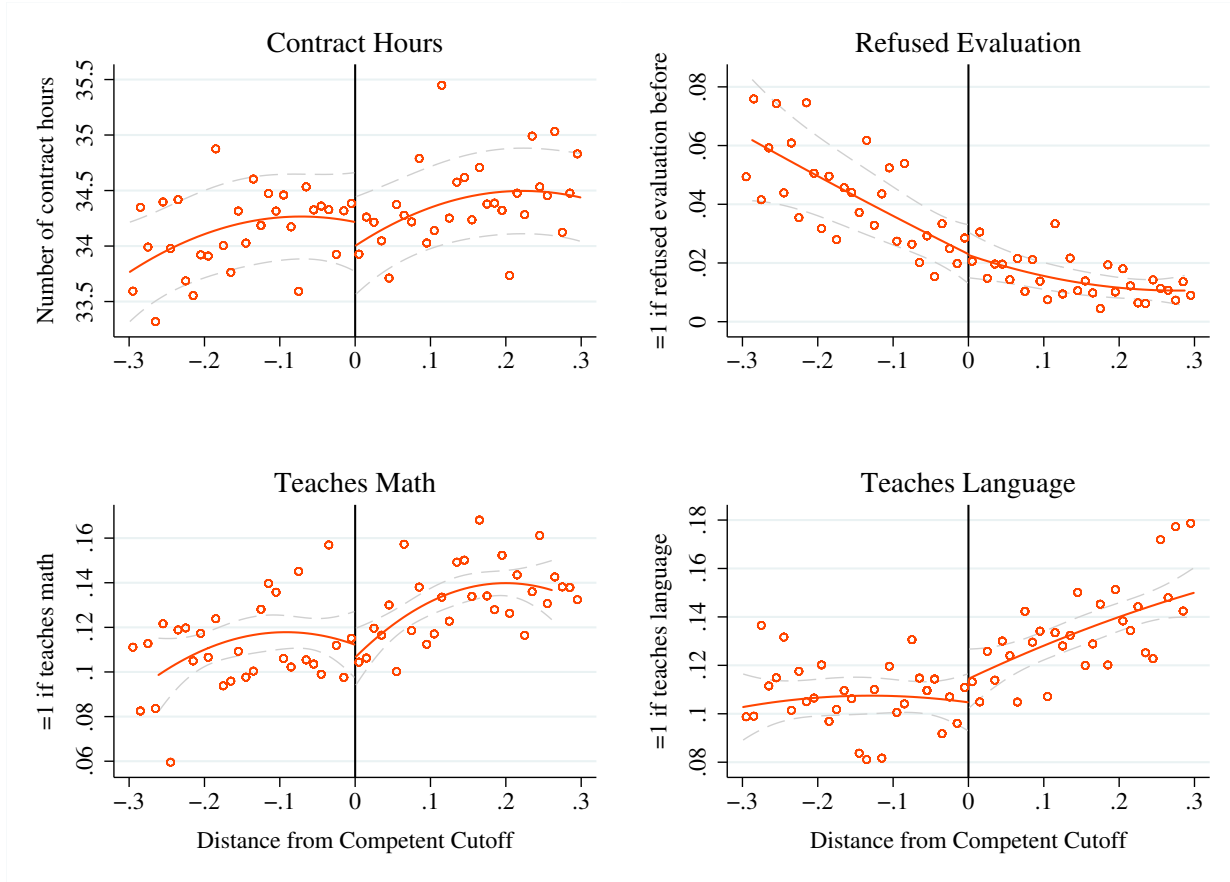 Contract Hours
Number of contract hours
33.5 34 34.5 35 35.5
−.3 −.2 −.1 0 .1 .2 .3
Refused Evaluation
=1 if refused evaluation before
0 .02 .04 .06 .08
−.3 −.2 −.1 0 .1 .2 .3
Teaches Math
=1 if teaches math
.06 .08 .1 .12 .14 .16
−.3 −.2 −.1 0 .1 .2 .3
Distance from Competent Cutoff
Teaches Language
=1 if teaches language
.08 .1 .12 .14 .16 .18
−.3 −.2 −.1 0 .1 .2 .3
Distance from Competent Cutoff